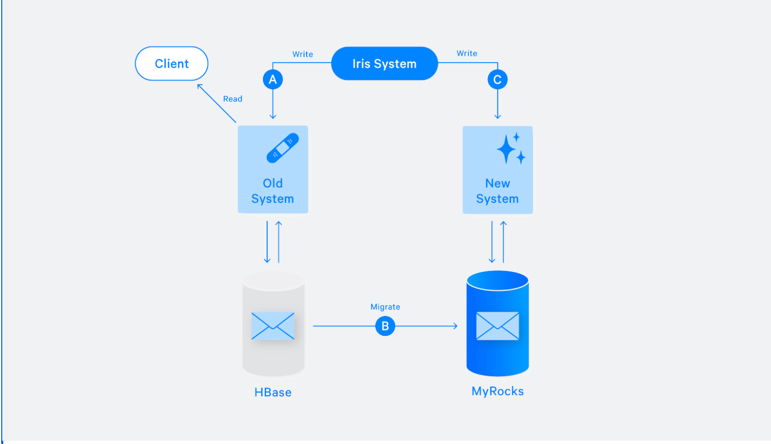 Write
Iris System
Write
Client
A
C
Read
Old
System
New
System
Migrate
B
HBase
MyRocks